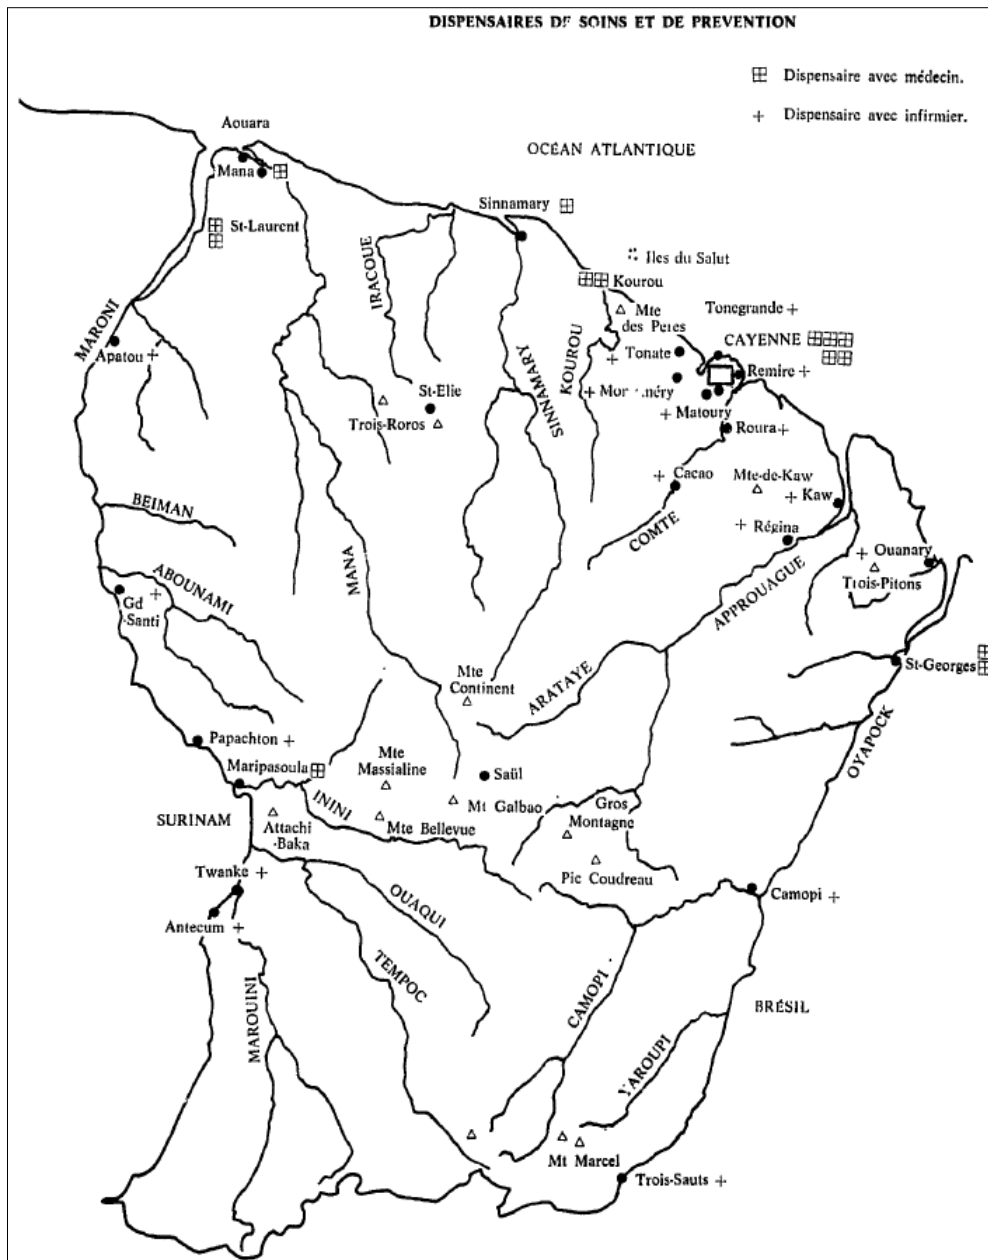 DISPENSAIRES DE SOINS ET DE PREVENTION
Dispensaire avec médecin.
Dispensaire avec infirmier.
Aouara
OCÉAN ATLANTIQUE
Mana
Sinnamary
St-Laurent
IRACOUE
Iles du Salut
Kourou
MARONI
Mte
des Peres
Tonegrande
CAYENNE
Apatou
Tonate
Remire
SINNAMARY
KOUROU
St-Elie
Trois-Roros
Matoury
Roura
Cacao
Mte-de-Kaw
Kaw
BEIMAN
COMTE
Régina
MANA
ABOUNAMI
APPROUAGUE
Ouanary
Trois-Pitons
Gd
-Santi
St-Georges
Mte
Continent
ARATAYE
OYAPOCK
Papachton
Mte
Massialine
Maripasoula
Saül
ININI
Mt Galbao
Gros
Montagne
SURINAM
Attachi
-Baka
Mte Bellevue
Pic Coudreau
Twanke
OUAQUI
Camopi
Antecum
TEMPOC
CAMOPI
MAROUINI
BRÉSIL
YAROUPI
Mt Marcel
Trois-Sauts